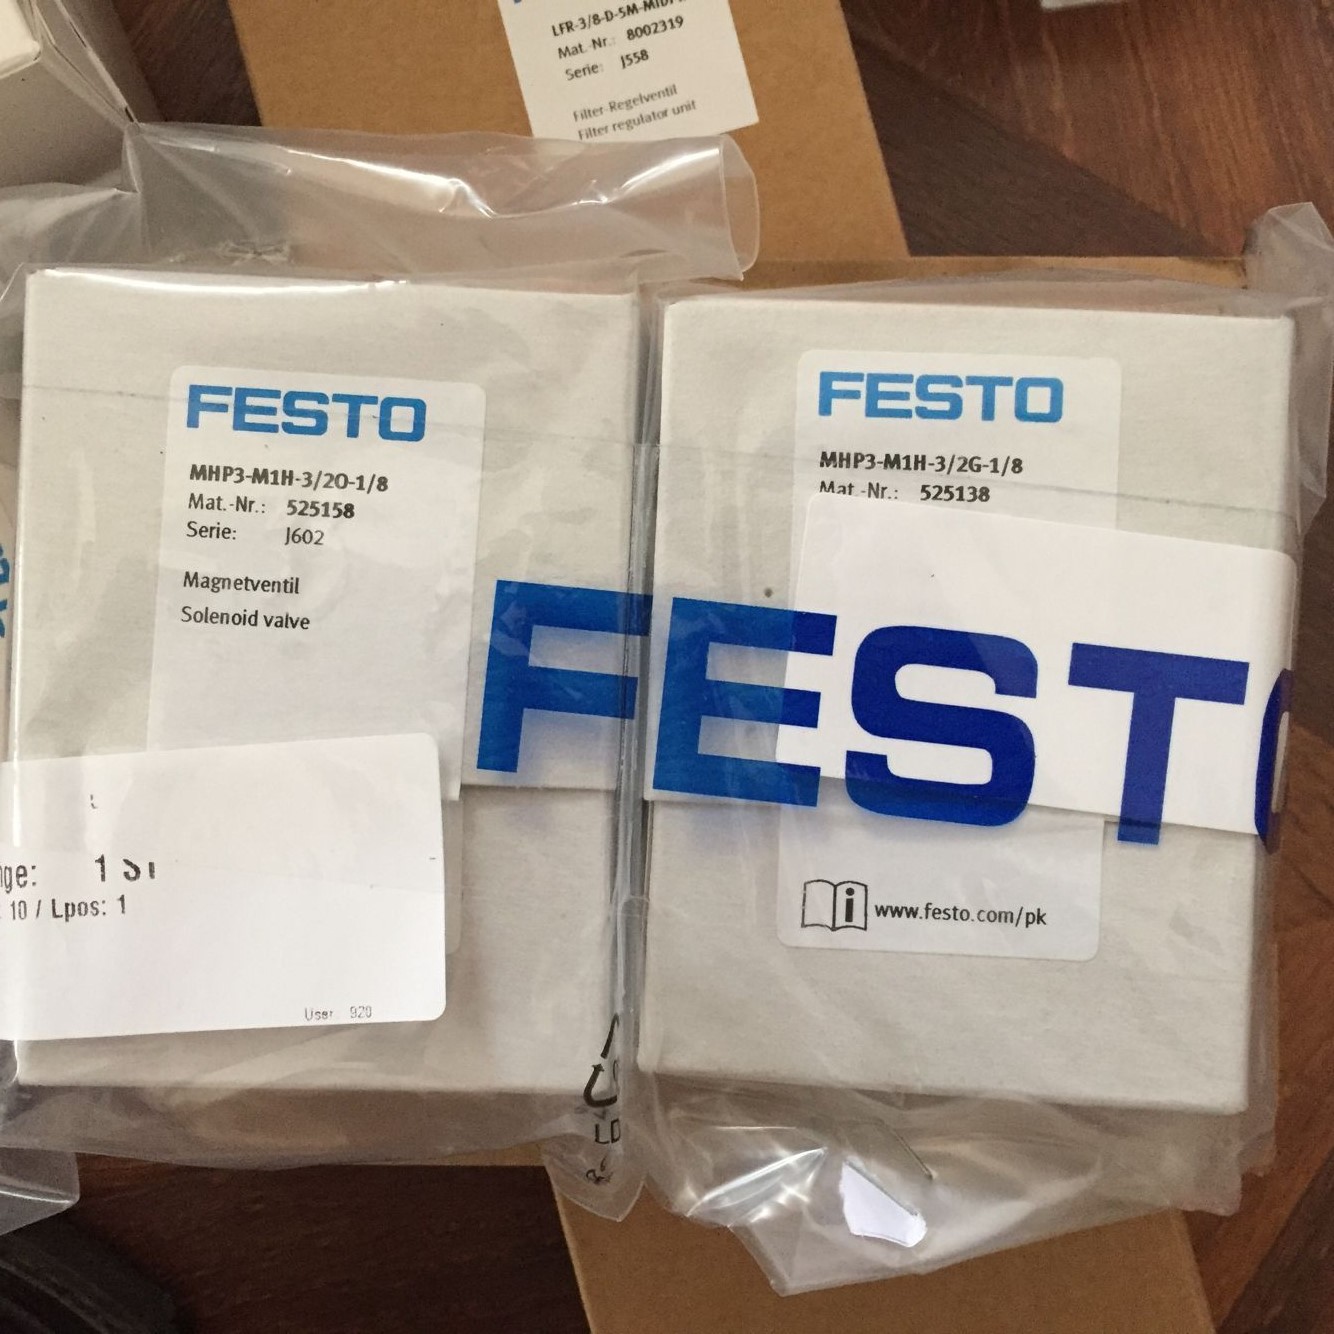 LFR-3/8-D-5M-MIDI
Mat.-Nr.: 8002319
Serie: J558
Filter-Regelventil
Filter regulator unit
FESTO
MHP3-M1H-3/2O-1/8
Mat.-Nr.: 525158
Serie: J602
Magnetventil
Solenoid valve
FESTO
MHP3-M1H-3/2G-1/8
Mat.-Nr.: 525138
FESTO
10 / Lpos: 1
User: 920
www.festo.com/pk